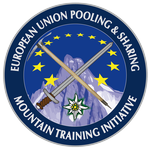 EUROPEAN UNION POOLING & SHARING
MOUNTAIN TRAINING INITIATIVE